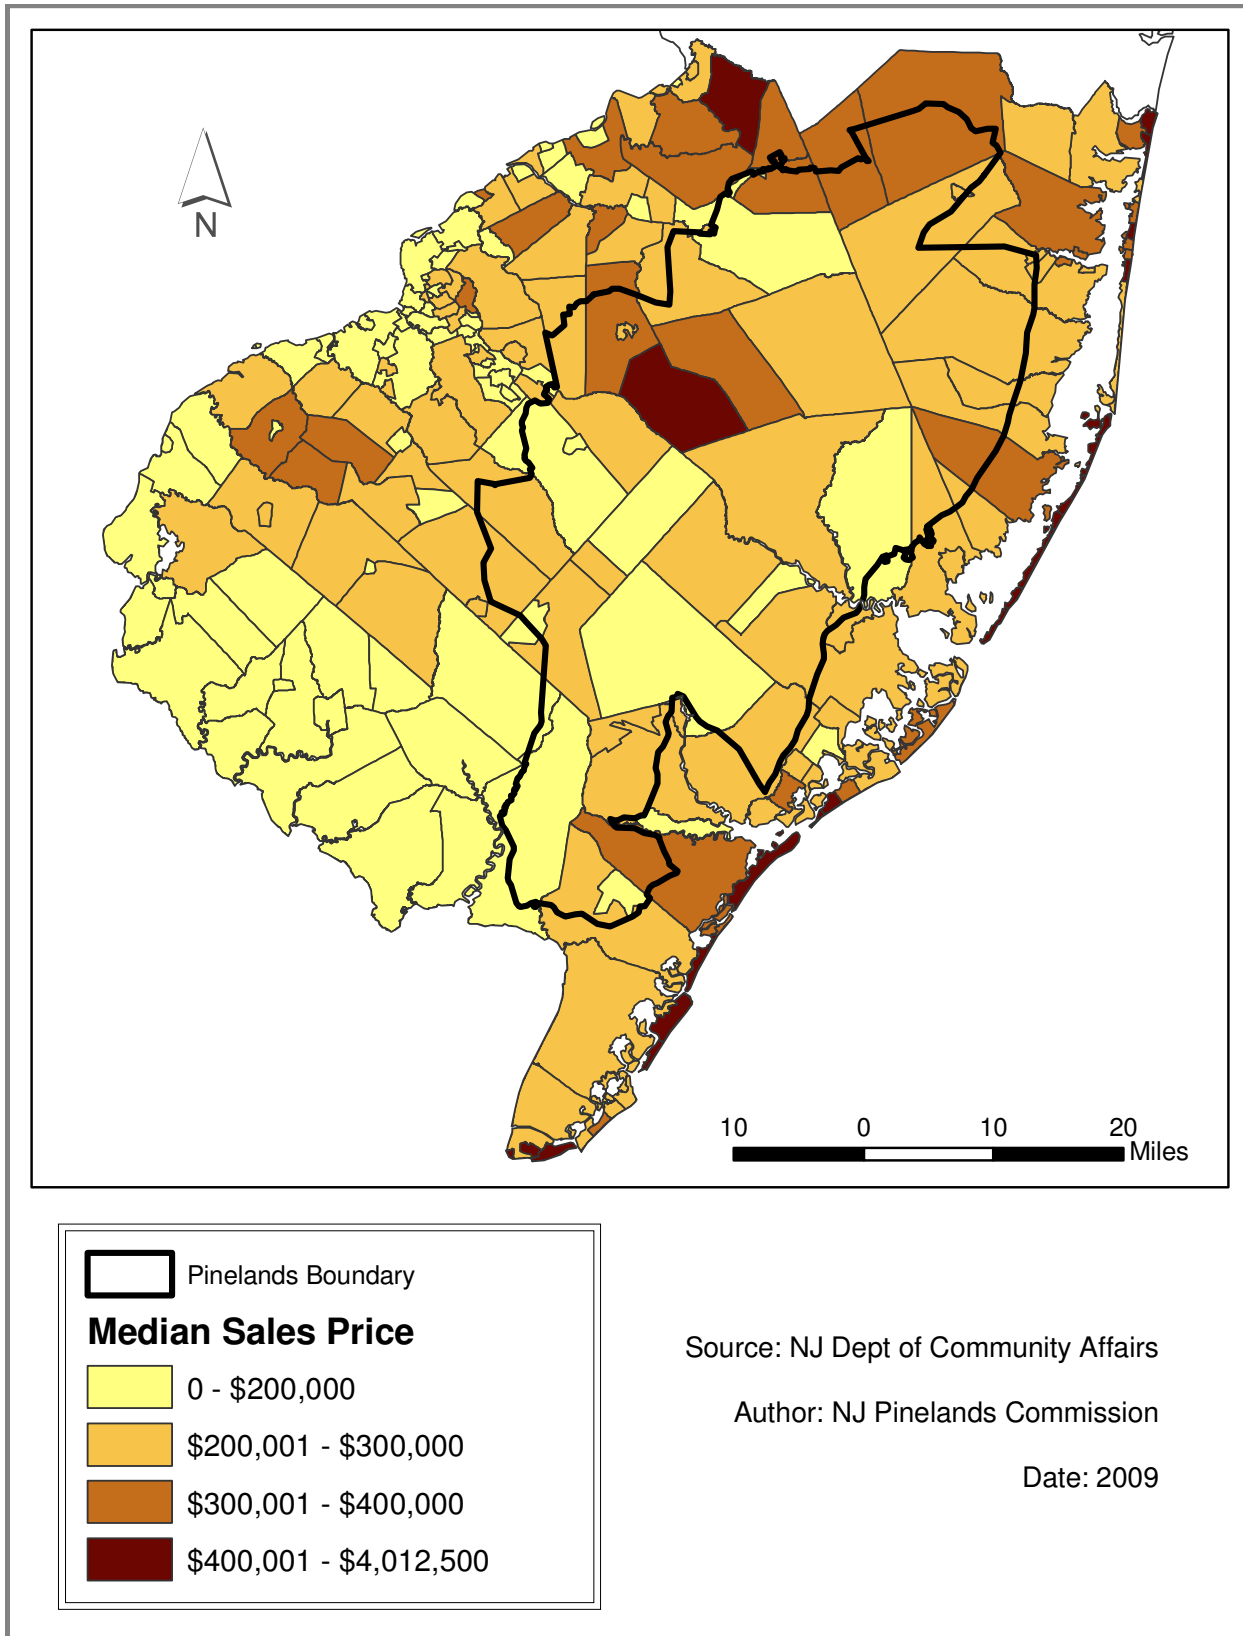 N
10 0 10 20
Miles
Pinelands Boundary
Median Sales Price
0 - $200,000
$200,001 - $300,000
$300,001 - $400,000
$400,001 - $4,012,500
Source: NJ Dept of Community Affairs
Author: NJ Pinelands Commission
Date: 2009